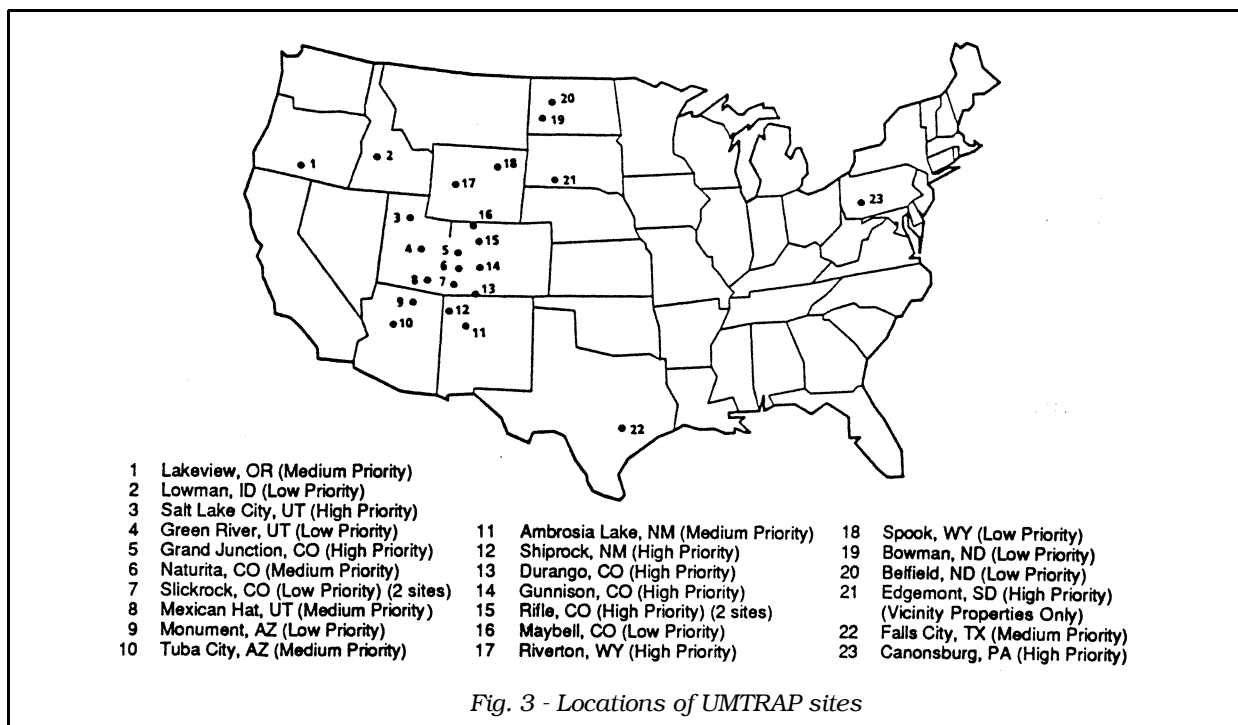 20
19
1
2
18
17
21
16
23
3
15
4
5
6
14
8
7
13
9
12
10
11
22
1 Lakeview, OR (Medium Priority)
2 Lowman, ID (Low Priority)
3 Salt Lake City, UT (High Priority)
4 Green River, UT (Low Priority)
5 Grand Junction, CO (High Priority)
6 Naturita, CO (Medium Priority)
7 Slickrock, CO (Low Priority) (2 sites)
8 Mexican Hat, UT (Medium Priority)
9 Monument, AZ (Low Priority)
10 Tuba City, AZ (Medium Priority)
11 Ambrosia Lake, NM (Medium Priority)
12 Shiprock, NM (High Priority)
13 Durango, CO (High Priority)
14 Gunnison, CO (High Priority)
15 Rifle, CO (High Priority) (2 sites)
16 Maybell, CO (Low Priority)
17 Riverton, WY (High Priority)
18 Spook, WY (Low Priority)
19 Bowman, ND (Low Priority)
20 Belfield, ND (Low Priority)
21 Edgemont, SD (High Priority)
(Vicinity Properties Only)
22 Falls City, TX (Medium Priority)
23 Canonsburg, PA (High Priority)
Fig. 3 - Locations of UMTRAP sites